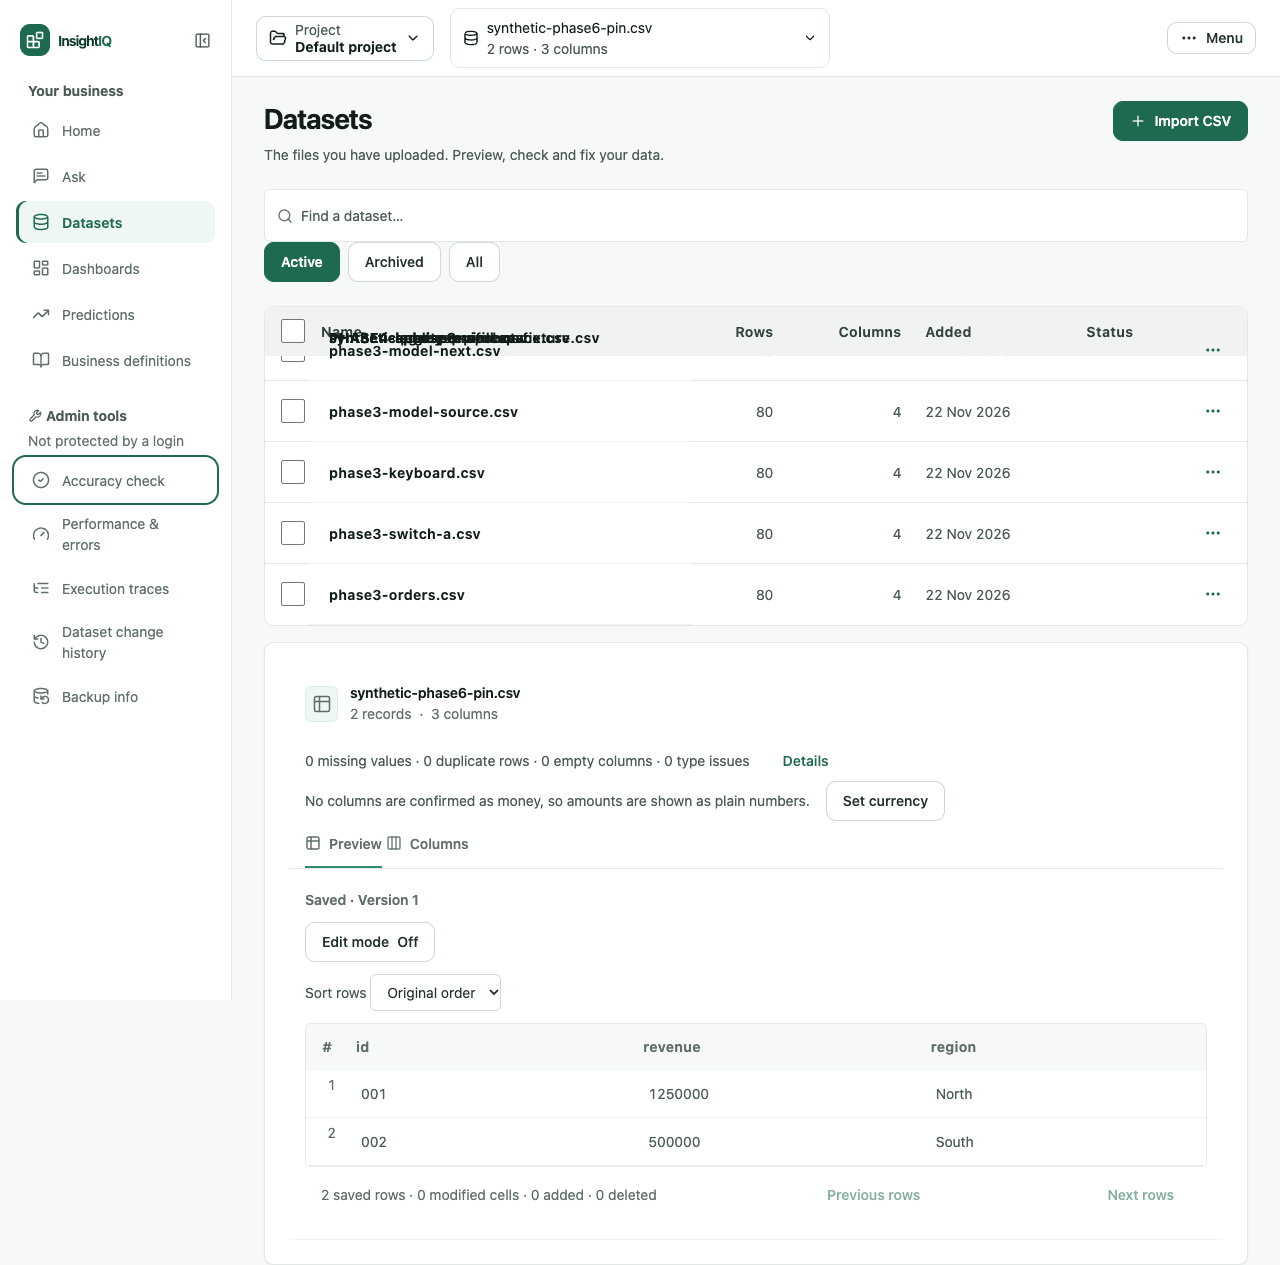 InsightIQ
Project
Default project
synthetic-phase6-pin.csv
2 rows · 3 columns
Menu
Your business
Home
Ask
Datasets
Dashboards
Predictions
Business definitions
Admin tools
Not protected by a login
Accuracy check
Performance &
errors
Execution traces
Dataset change
history
Backup info
Datasets
Import CSV
The files you have uploaded. Preview, check and fix your data.
Find a dataset...
Active
Archived
All
Name Rows Columns Added Status
phase3-model-next.csv
phase3-model-source.csv 80 4 22 Nov 2026
phase3-keyboard.csv 80 4 22 Nov 2026
phase3-switch-a.csv 80 4 22 Nov 2026
phase3-orders.csv 80 4 22 Nov 2026
synthetic-phase6-pin.csv
2 records · 3 columns
0 missing values · 0 duplicate rows · 0 empty columns · 0 type issues Details
No columns are confirmed as money, so amounts are shown as plain numbers. Set currency
Preview Columns
Saved · Version 1
Edit mode Off
Sort rows Original order
# id revenue region
1 001 1250000 North
2 002 500000 South
2 saved rows · 0 modified cells · 0 added · 0 deleted Previous rows Next rows